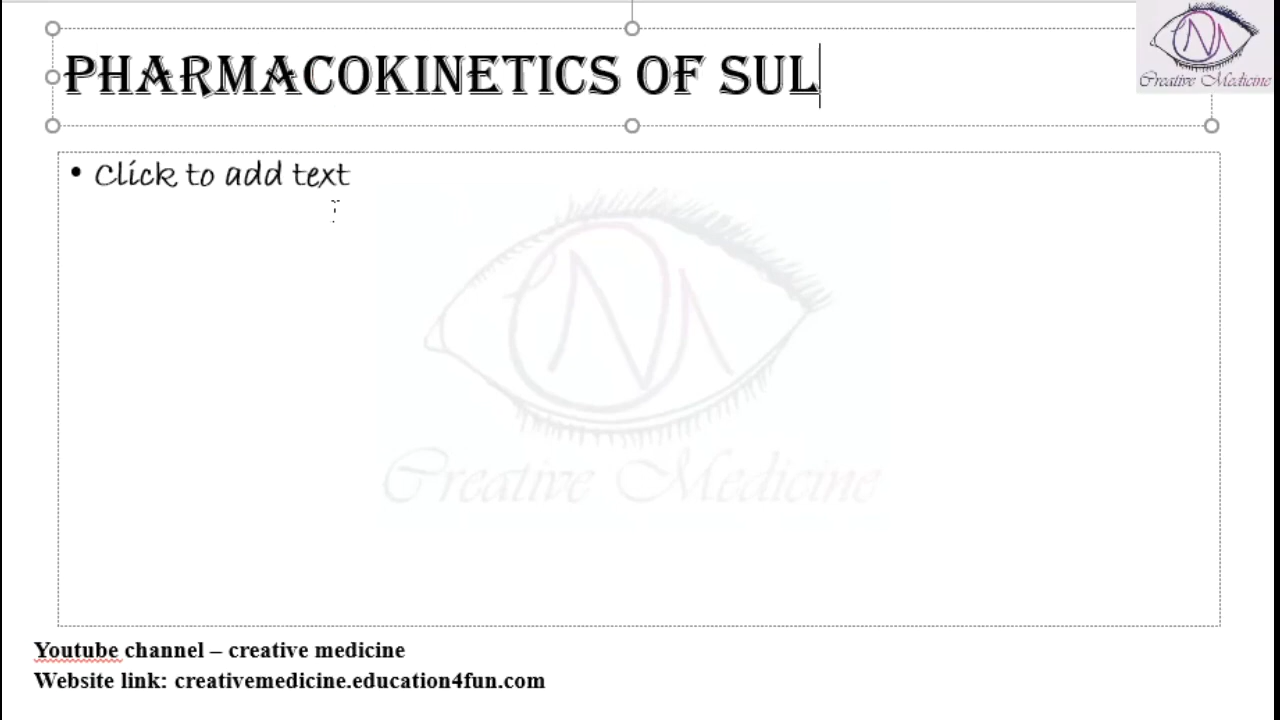 PHARMACOKINETICS OF SUL
Creative Medicine
• Click to add text
Creative Medicine
Youtube channel – creative medicine
Website link: creativemedicine.education4fun.com